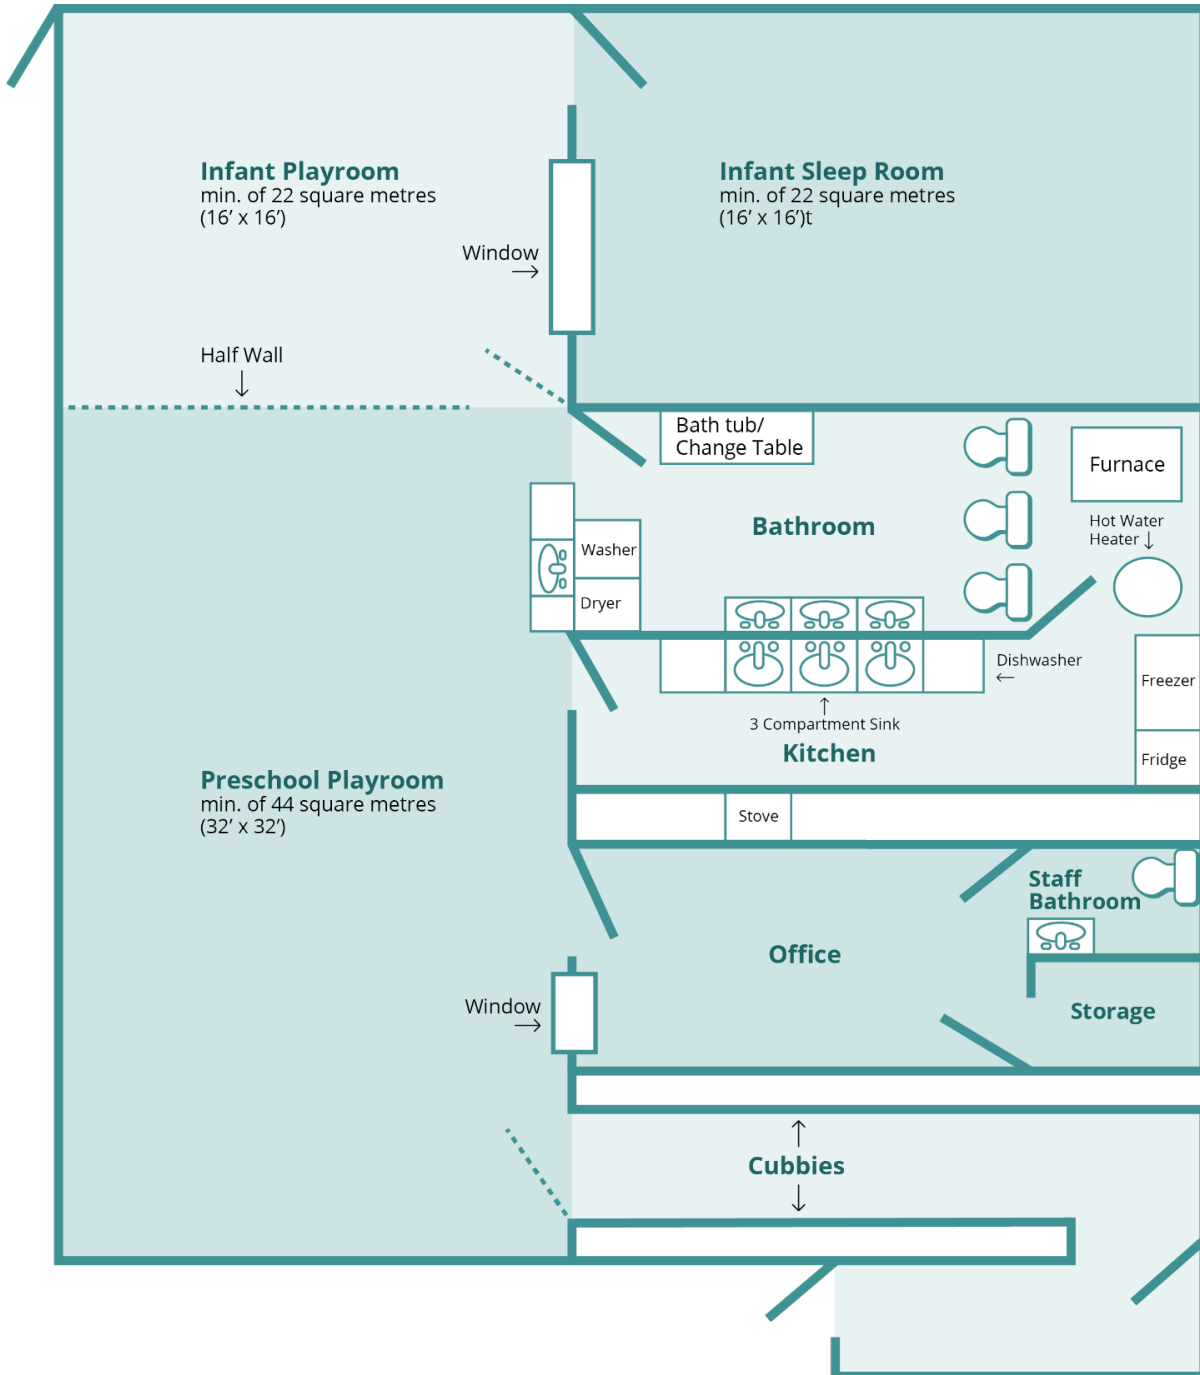 Infant Playroom
min. of 22 square metres
(16’ x 16’)
Infant Sleep Room
min. of 22 square metres
(16’ x 16’)t
Window
→
Half Wall
↓
Bath tub/
Change Table
Furnace
Bathroom
Hot Water
Heater ↓
Washer
Dryer
Dishwasher
←
Freezer
↑
3 Compartment Sink
Kitchen
Fridge
Preschool Playroom
min. of 44 square metres
(32’ x 32’)
Stove
Staff
Bathroom
Office
Window
→
Storage
↑
Cubbies
↓